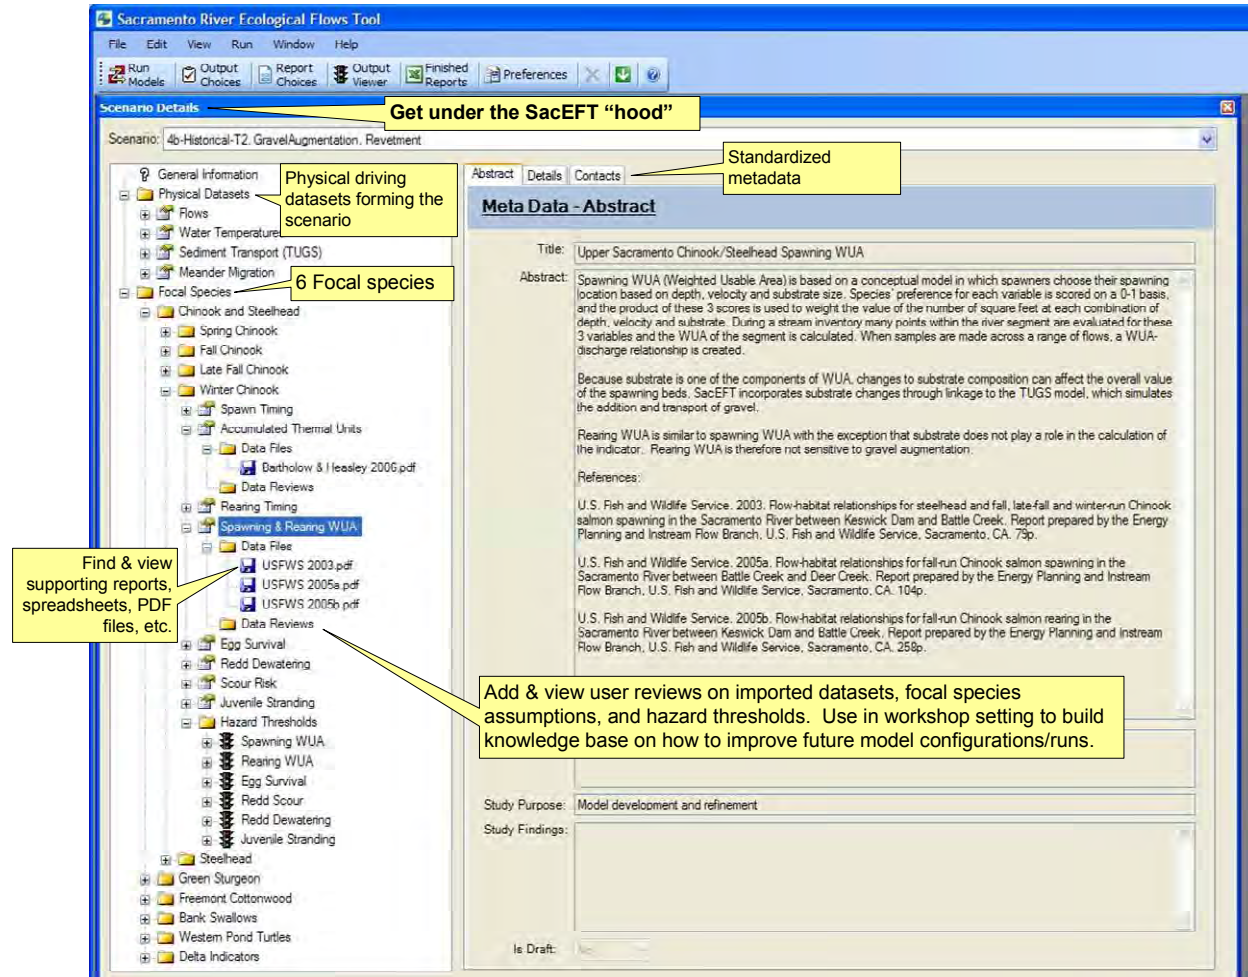 Sacramento River Ecological Flows Tool
File Edit View Run Window Help
Run Models Output Choices Report Choices Output Viewer Finished Reports Preferences
Scenario Details
Get under the SacEFT “hood”
Scenario: 4b-Historical-T2. GravelAugmentation. Revetment
General Information
Physical Datasets
Flows
Water Temperature
Sediment Transport (TUGS)
Meander Migration
Focal Species
Chinook and Steelhead
Spring Chinook
Fall Chinook
Late Fall Chinook
Winter Chinook
Spawn Timing
Accumulated Thermal Units
Data Files
Bartholow & Heasley 2006.pdf
Data Reviews
Rearing Timing
Spawning & Rearing WUA
Data Files
USFWS 2003.pdf
USFWS 2005a.pdf
USFWS 2005b.pdf
Data Reviews
Egg Survival
Redd Dewatering
Scour Risk
Juvenile Stranding
Hazard Thresholds
Spawning WUA
Rearing WUA
Egg Survival
Redd Scour
Redd Dewatering
Juvenile Stranding
Steelhead
Green Sturgeon
Freemont Cottonwood
Bank Swallows
Western Pond Turtles
Delta Indicators
Physical driving
datasets forming the
scenario
6 Focal species
Find & view
supporting reports,
spreadsheets, PDF
files, etc.
Standardized
metadata
Abstract Details Contacts
Meta Data - Abstract
Title: Upper Sacramento Chinook/Steelhead Spawning WUA
Abstract: Spawning WUA (Weighted Usable Area) is based on a conceptual model in which spawners choose their spawning
location based on depth, velocity and substrate size. Species' preference for each variable is scored on a 0-1 basis,
and the product of these 3 scores is used to weight the value of the number of square feet at each combination of
depth, velocity and substrate. During a stream inventory many points within the river segment are evaluated for these
3 variables and the WUA of the segment is calculated. When samples are made across a range of flows, a WUA-
discharge relationship is created.
Because substrate is one of the components of WUA, changes to substrate composition can affect the overall value
of the spawning beds. SacEFT incorporates substrate changes through linkage to the TUGS model, which simulates
the addition and transport of gravel.
Rearing WUA is similar to spawning WUA with the exception that substrate does not play a role in the calculation of
the indicator. Rearing WUA is therefore not sensitive to gravel augmentation.
References:
U.S. Fish and Wildlife Service. 2003. Flow-habitat relationships for steelhead and fall, late-fall and winter-run Chinook
salmon spawning in the Sacramento River between Keswick Dam and Battle Creek. Report prepared by the Energy
Planning and Instream Flow Branch, U.S. Fish and Wildlife Service, Sacramento, CA. 79p.
U.S. Fish and Wildlife Service. 2005a. Flow-habitat relationships for fall-run Chinook salmon spawning in the
Sacramento River between Battle Creek and Deer Creek. Report prepared by the Energy Planning and Instream
Flow Branch, U.S. Fish and Wildlife Service, Sacramento, CA. 104p.
U.S. Fish and Wildlife Service. 2005b. Flow-habitat relationships for fall-run Chinook salmon rearing in the
Sacramento River between Keswick Dam and Battle Creek. Report prepared by the Energy Planning and Instream
Flow Branch, U.S. Fish and Wildlife Service, Sacramento, CA. 258p.
Add & view user reviews on imported datasets, focal species
assumptions, and hazard thresholds. Use in workshop setting to build
knowledge base on how to improve future model configurations/runs.
Study Purpose: Model development and refinement
Study Findings:
Is Draft: